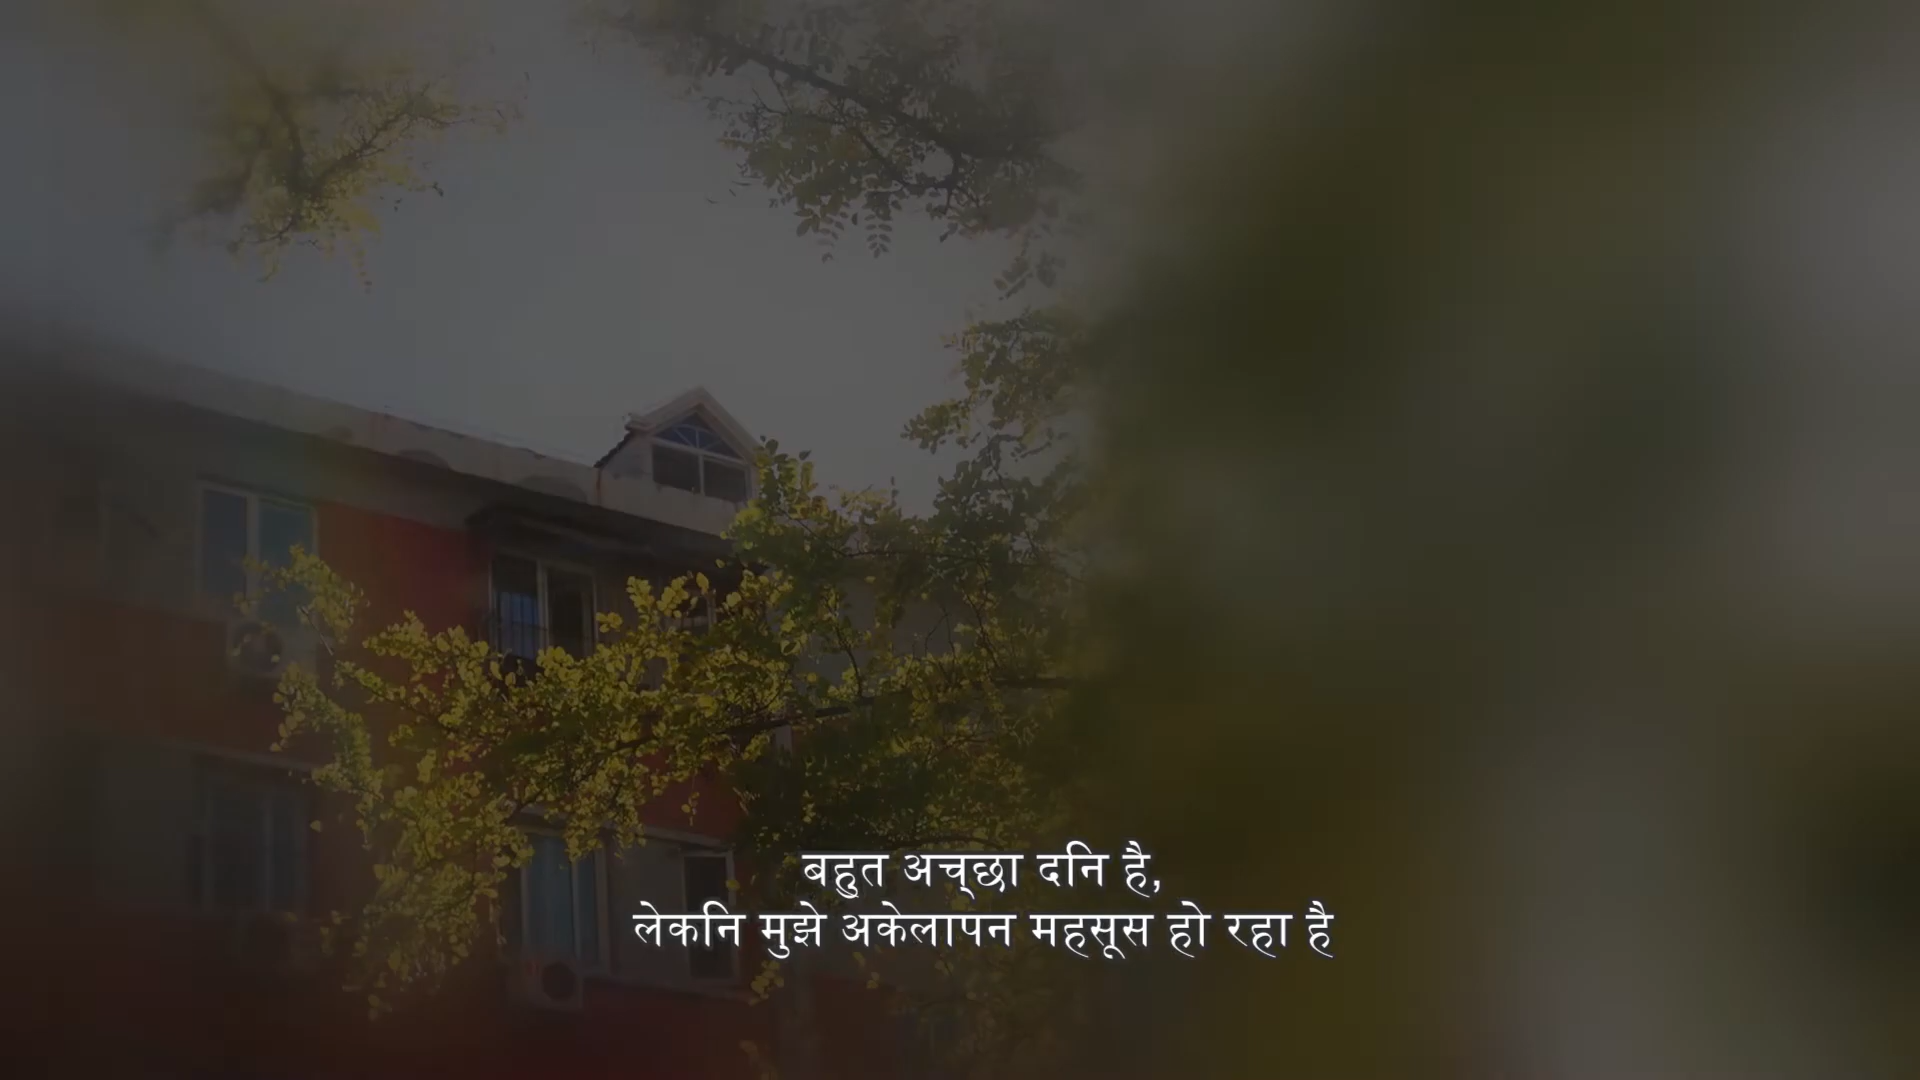 बहुत अच्छा दनि है,
लेकनि मुझे अकेलापन महसूस हो रहा है